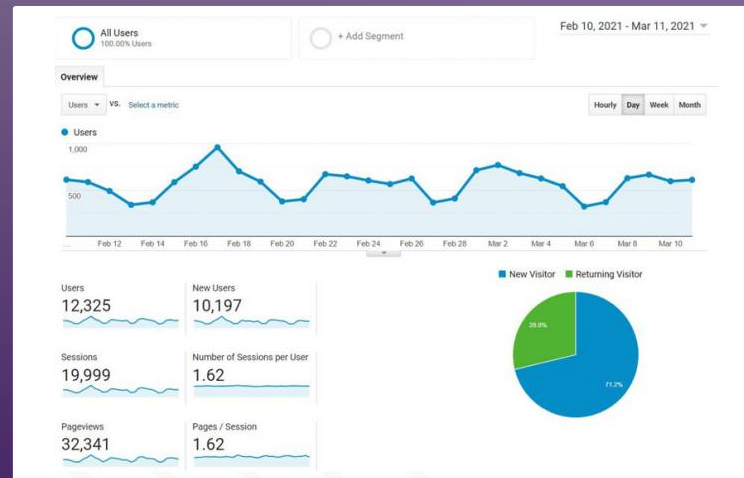 All Users
100.00% Users
+ Add Segment
Feb 10, 2021 - Mar 11, 2021
Overview
Users VS. Select a metric
Hourly Day Week Month
Users
1,000
500
... Feb 12 Feb 14 Feb 16 Feb 18 Feb 20 Feb 22 Feb 24 Feb 26 Feb 28 Mar 2 Mar 4 Mar 6 Mar 8 Mar 10
New Visitor Returning Visitor
Users
12,325
New Users
10,197
28.8%
71.2%
Sessions
19,999
Number of Sessions per User
1.62
Pageviews
32,341
Pages / Session
1.62